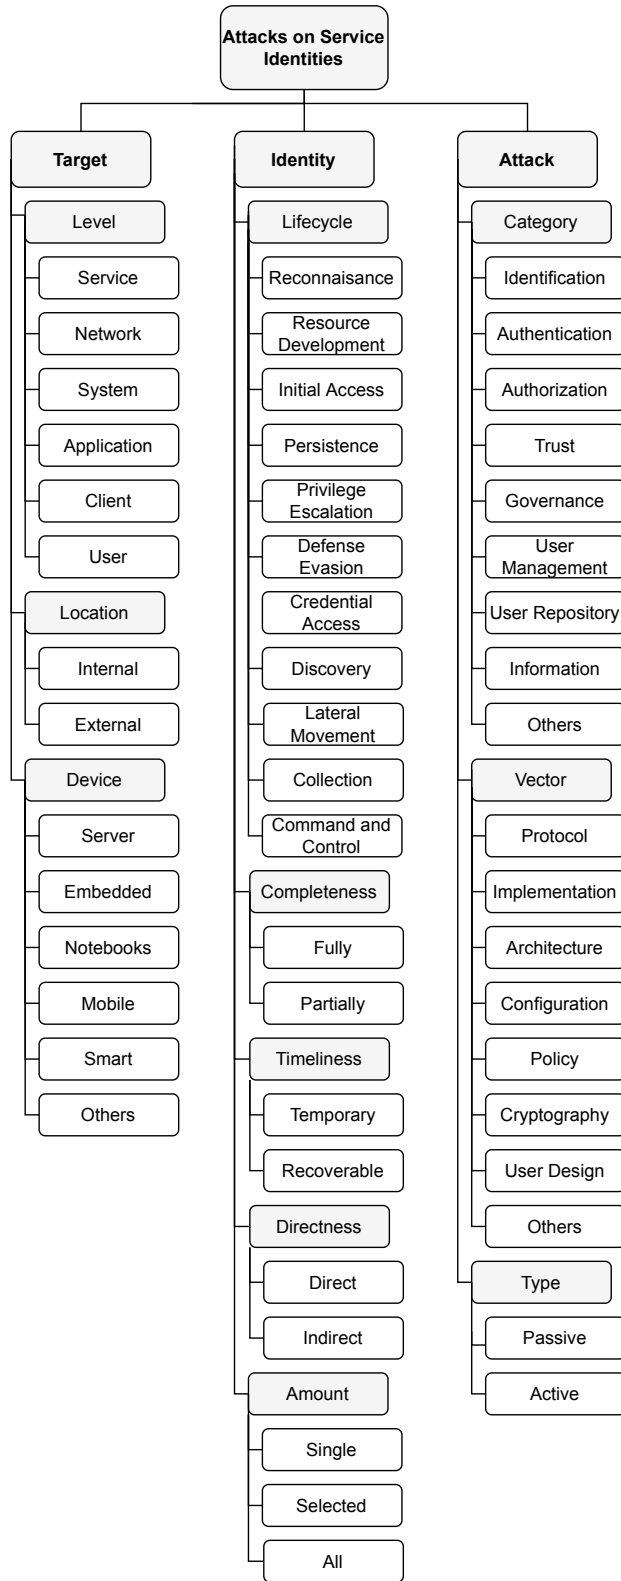 Attacks on Service
Identities
Target
Level
Service
Network
System
Application
Client
User
Location
Internal
External
Device
Server
Embedded
Notebooks
Mobile
Smart
Others
Identity
Lifecycle
Reconnaisance
Resource
Development
Initial Access
Persistence
Privilege
Escalation
Defense
Evasion
Credential
Access
Discovery
Lateral
Movement
Collection
Command and
Control
Completeness
Fully
Partially
Timeliness
Temporary
Recoverable
Directness
Direct
Indirect
Amount
Single
Selected
All
Attack
Category
Identification
Authentication
Authorization
Trust
Governance
User
Management
User Repository
Information
Others
Vector
Protocol
Implementation
Architecture
Configuration
Policy
Cryptography
User Design
Others
Type
Passive
Active